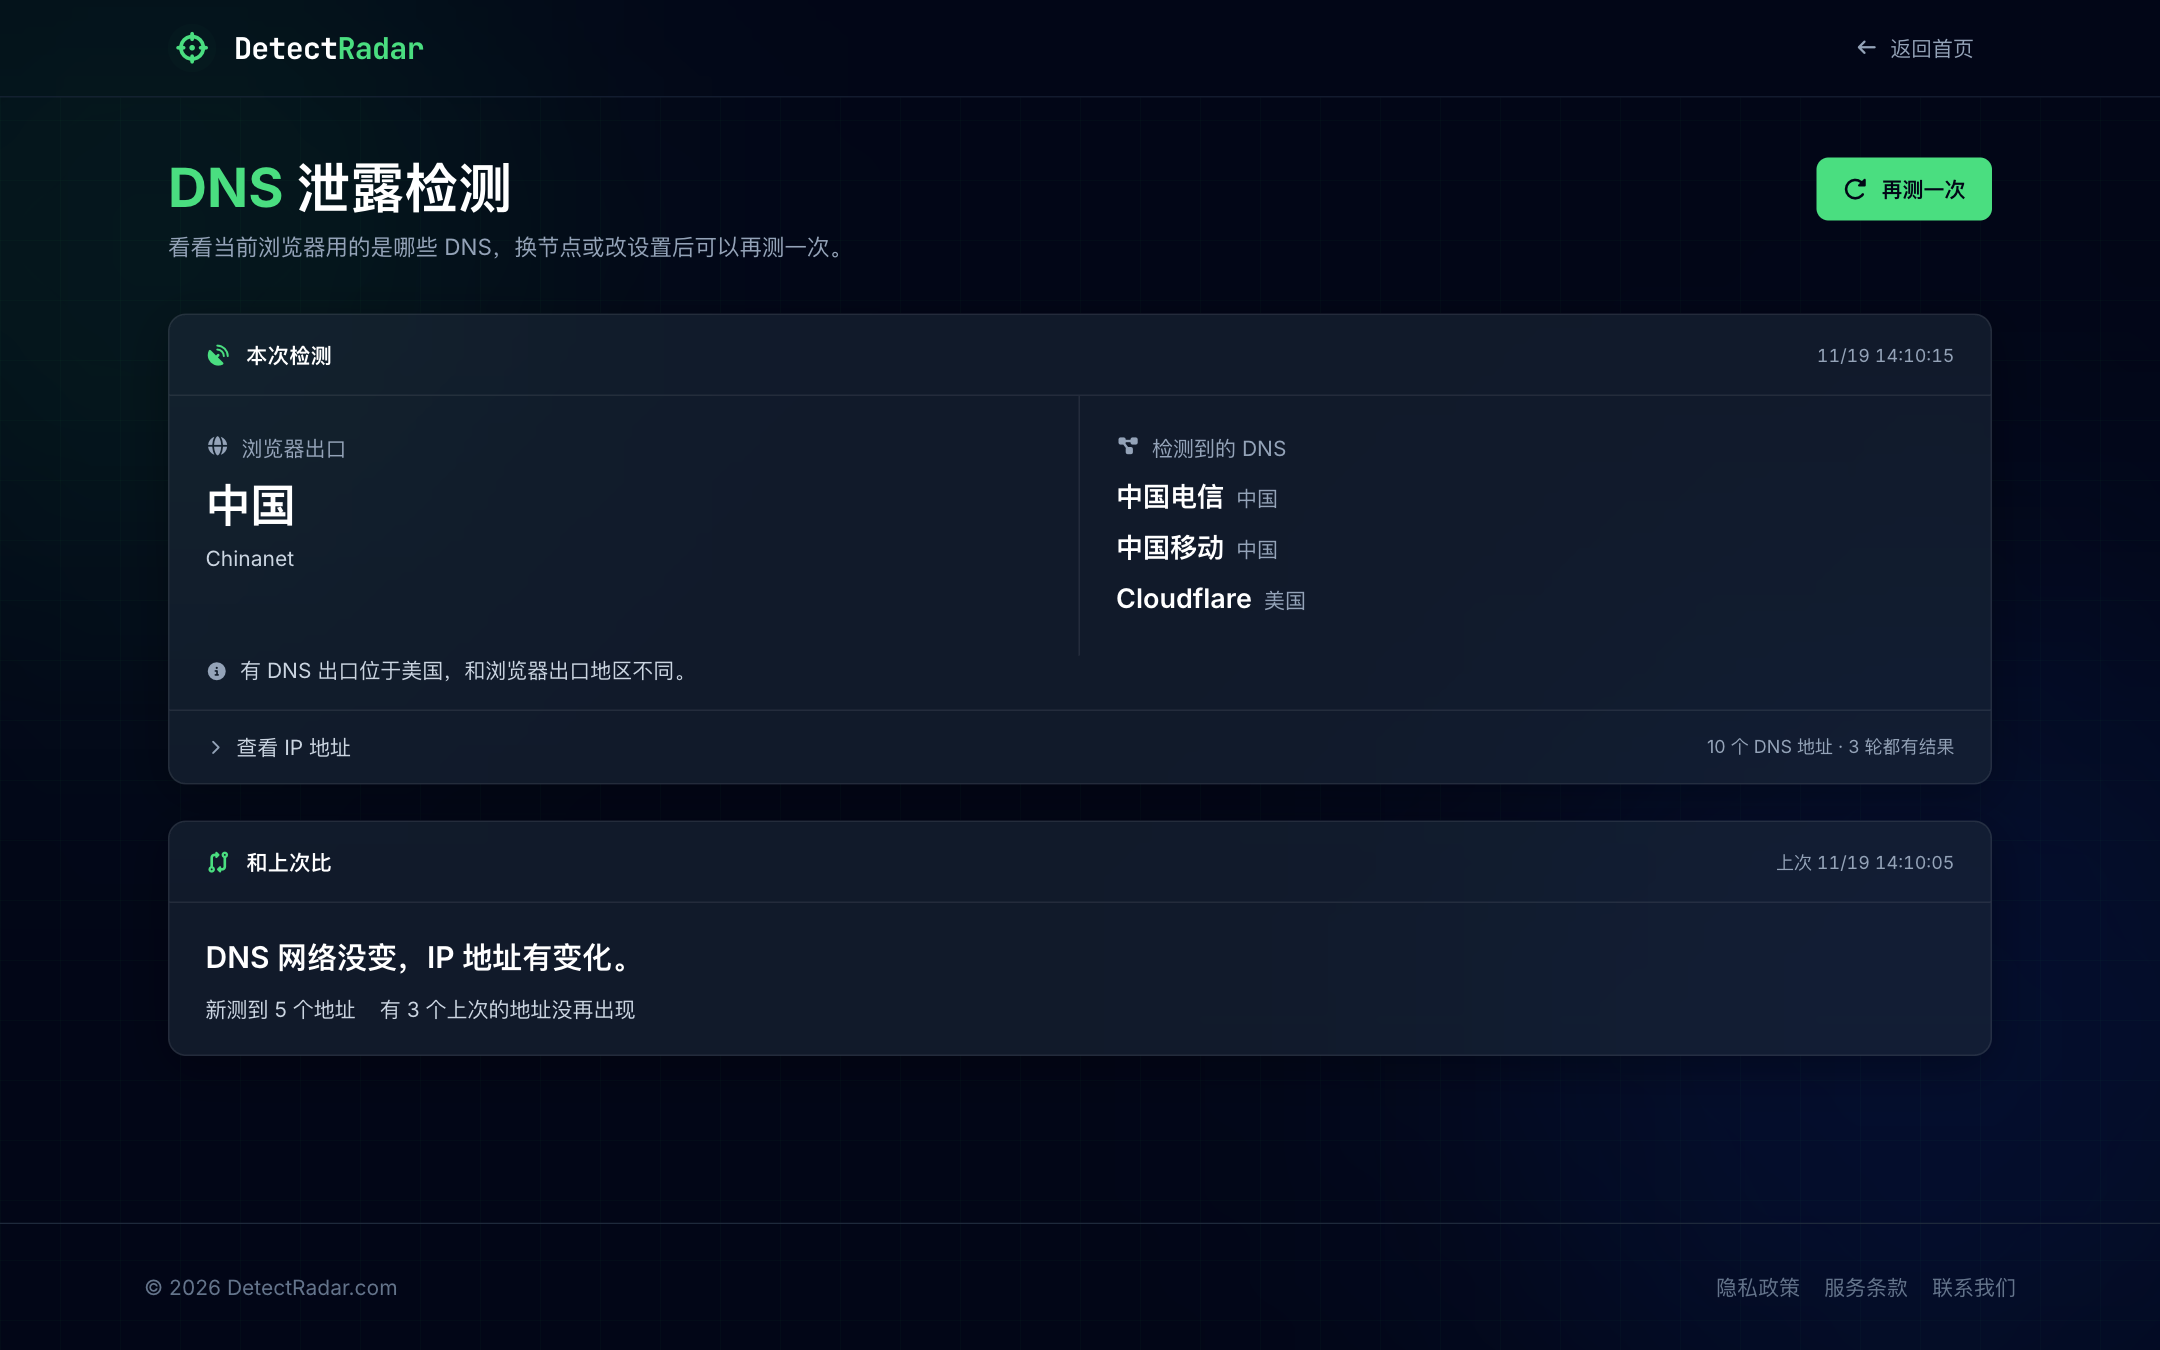 DetectRadar
返回首页
DNS 泄露检测
再测一次
看看当前浏览器用的是哪些 DNS，换节点或改设置后可以再测一次。
本次检测
11/19 14:10:15
浏览器出口
中国
Chinanet
检测到的 DNS
中国电信 中国
中国移动 中国
Cloudflare 美国
有 DNS 出口位于美国，和浏览器出口地区不同。
查看 IP 地址
10 个 DNS 地址 · 3 轮都有结果
和上次比
上次 11/19 14:10:05
DNS 网络没变，IP 地址有变化。
新测到 5 个地址 有 3 个上次的地址没再出现
© 2026 DetectRadar.com
隐私政策 服务条款 联系我们